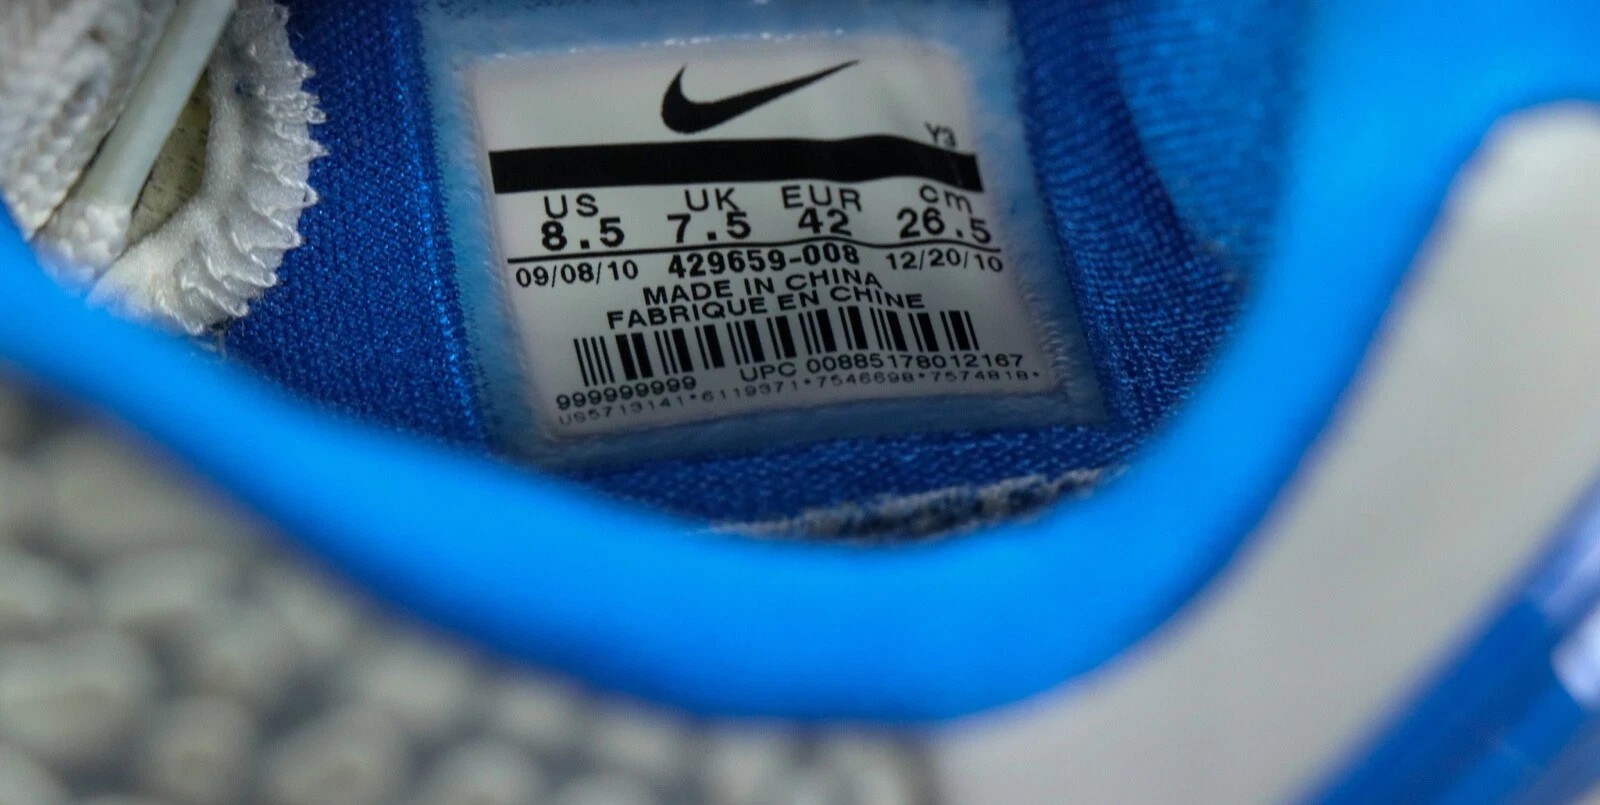 Y3
US UK EUR cm
8.5 7.5 42 26.5
09/08/10 429659-008 12/20/10
MADE IN CHINA
FABRIQUE EN CHINE
999999999 UPC 00885178012167
US5713141*6119371*7546698*7574818*